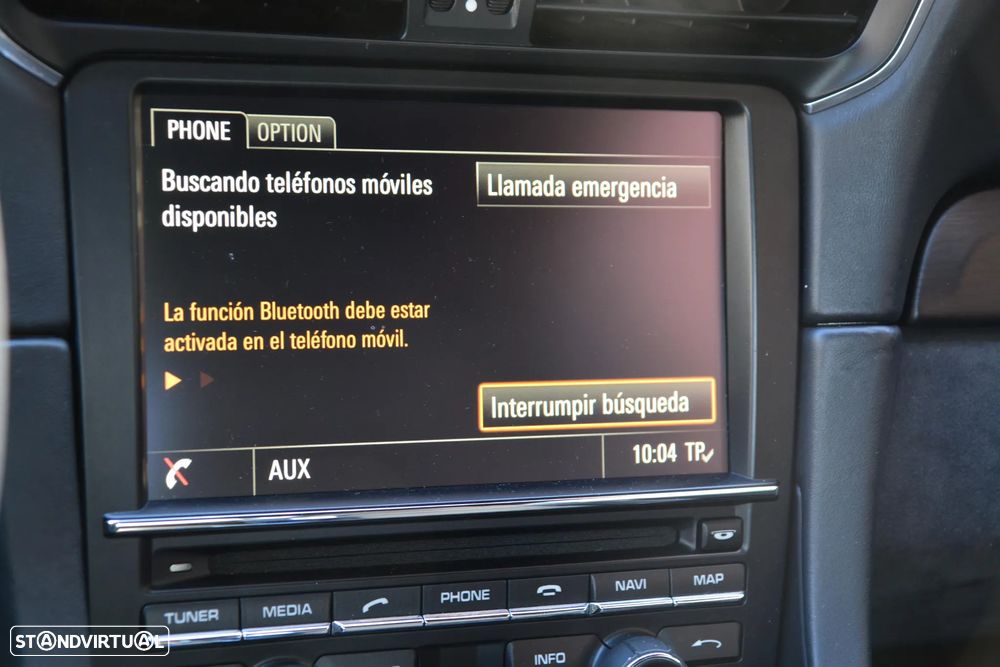 PHONE OPTION
Buscando teléfonos móviles
disponibles
Llamada emergencia
La función Bluetooth debe estar
activada en el teléfono móvil.
Interrumpir búsqueda
AUX
10:04 TP
TUNER MEDIA PHONE NAVI MAP
INFO
STANDVIRTUAL